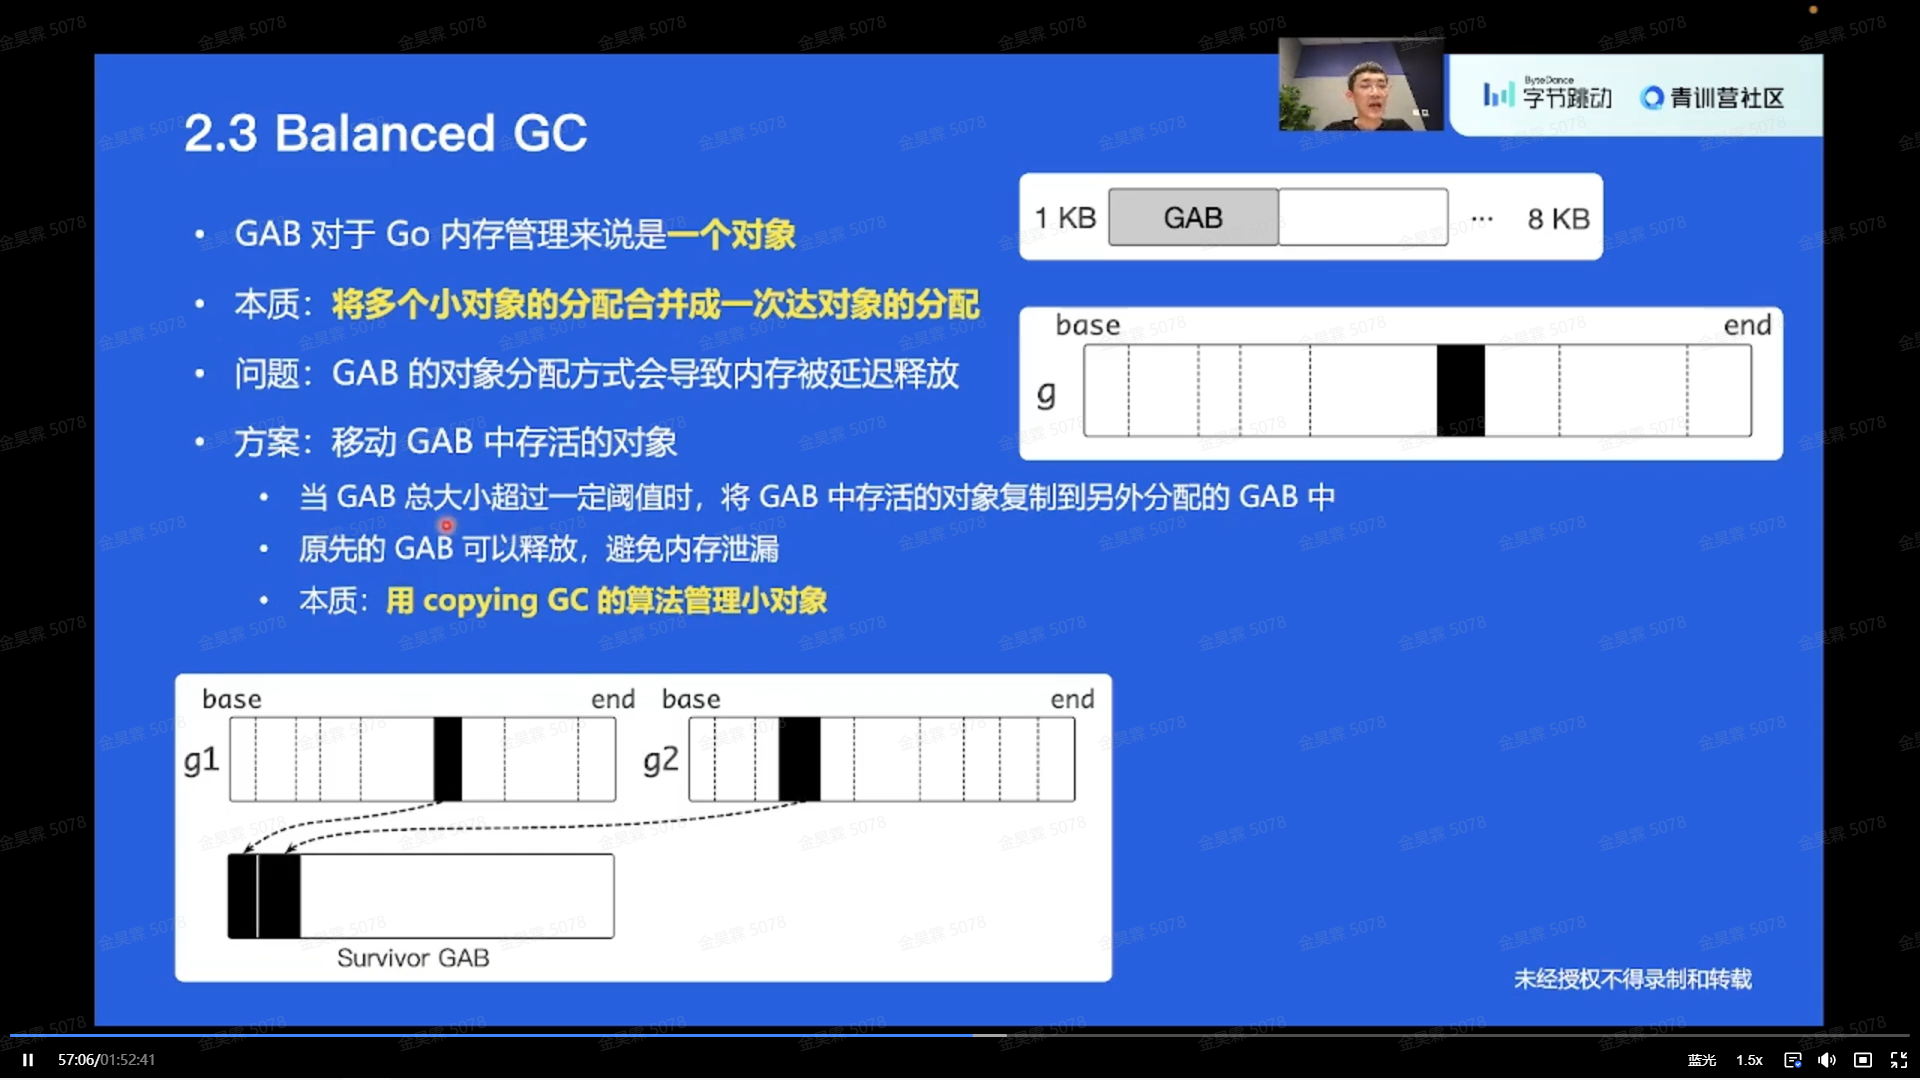 ByteDance
字节跳动
青训营社区
2.3 Balanced GC
• GAB 对于 Go 内存管理来说是一个对象
• 本质：将多个小对象的分配合并成一次达对象的分配
• 问题：GAB 的对象分配方式会导致内存被延迟释放
• 方案：移动 GAB 中存活的对象
• 当 GAB 总大小超过一定阈值时，将 GAB 中存活的对象复制到另外分配的 GAB 中
• 原先的 GAB 可以释放，避免内存泄漏
• 本质：用 copying GC 的算法管理小对象
1 KB GAB ... 8 KB
base end
g
base end base end
g1 g2
Survivor GAB
未经授权不得录制和转载
金昊霖 5078
57:06/01:52:41
蓝光 1.5x